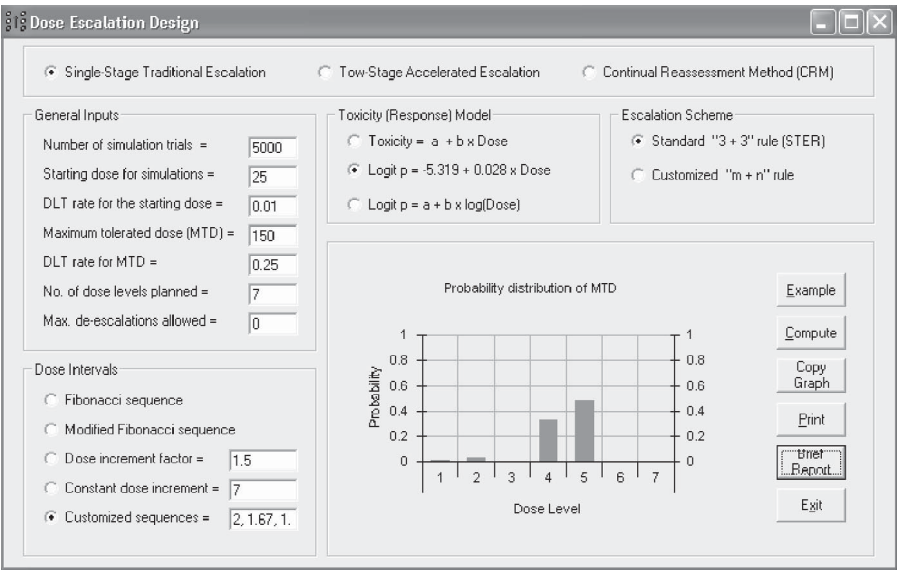 Dose Escalation Design
Single-Stage Traditional Escalation
Tow-Stage Accelerated Escalation
Continual Reassessment Method (CRM)
General Inputs
Number of simulation trials = 5000
Starting dose for simulations = 25
DLT rate for the starting dose = 0.01
Maximum tolerated dose (MTD) = 150
DLT rate for MTD = 0.25
No. of dose levels planned = 7
Max. de-escalations allowed = 0
Toxicity (Response) Model
Toxicity = a + b x Dose
Logit p = -5.319 + 0.028 x Dose
Logit p = a + b x log(Dose)
Escalation Scheme
Standard "3 + 3" rule (STER)
Customized "m + n" rule
Dose Intervals
Fibonacci sequence
Modified Fibonacci sequence
Dose increment factor = 1.5
Constant dose increment = 7
Customized sequences = 2, 1.67, 1.
Probability distribution of MTD
Probability
1 1
0.8 0.8
0.6 0.6
0.4 0.4
0.2 0.2
0 0
1 2 3 4 5 6 7
Dose Level
Example
Compute
Copy
Graph
Print
Brief
Report
Exit